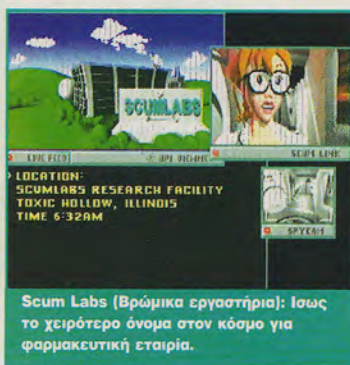 SCUMLABS
LIVE FEED
SCUM LINK
LOCATION:
SCUMLABS RESEARCH FACILITY
TOXIC HOLLOW, ILLINOIS
TIME 6:32AM
SPYCAM
Scum Labs (Βρώμικα εργαστήρια): Ισως
το χειρότερο όνομα στον κόσμο για
φαρμακευτική εταιρία.